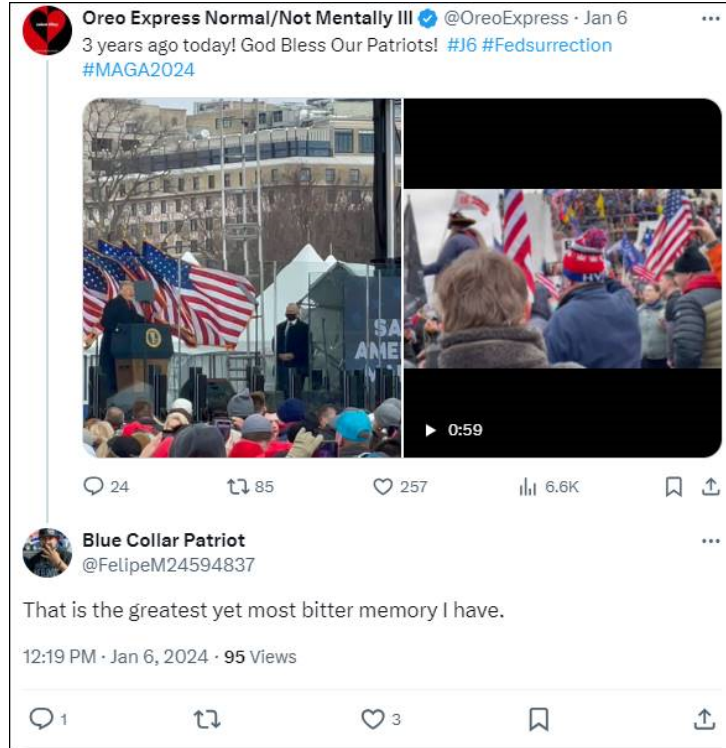 Oreo Express Normal/Not Mentally Ill @OreoExpress · Jan 6
3 years ago today! God Bless Our Patriots! #J6 #Fedsurrection
#MAGA2024
SA
AME
0:59
24 85 257 6.6K
Blue Collar Patriot
@FelipeM24594837
That is the greatest yet most bitter memory I have.
12:19 PM · Jan 6, 2024 · 95 Views
1 3